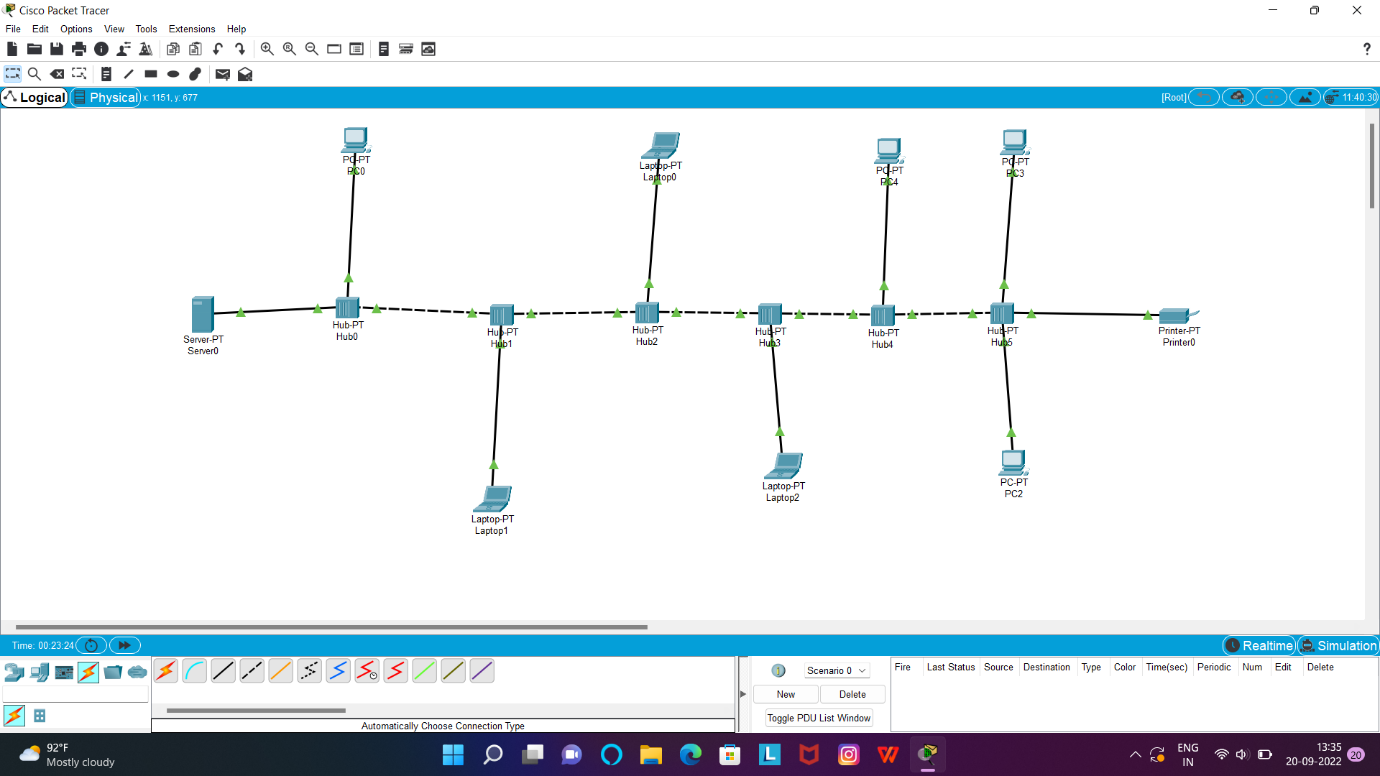 Cisco Packet Tracer
File Edit Options View Tools Extensions Help
?
Logical Physical x: 1151, y: 677 [Root] 11:40:30
PC-PT
PC0
Laptop-PT
Laptop0
PC-PT
PC4
PC-PT
PC3
Server-PT
Server0
Hub-PT
Hub0
Hub-PT
Hub1
Hub-PT
Hub2
Hub-PT
Hub3
Hub-PT
Hub4
Hub-PT
Hub5
Printer-PT
Printer0
Laptop-PT
Laptop1
Laptop-PT
Laptop2
PC-PT
PC2
Time: 00:23:24 Realtime Simulation
Scenario 0
New Delete
Toggle PDU List Window
Fire Last Status Source Destination Type Color Time(sec) Periodic Num Edit Delete
Automatically Choose Connection Type
92°F
Mostly cloudy
ENG
IN
13:35
20-09-2022
20